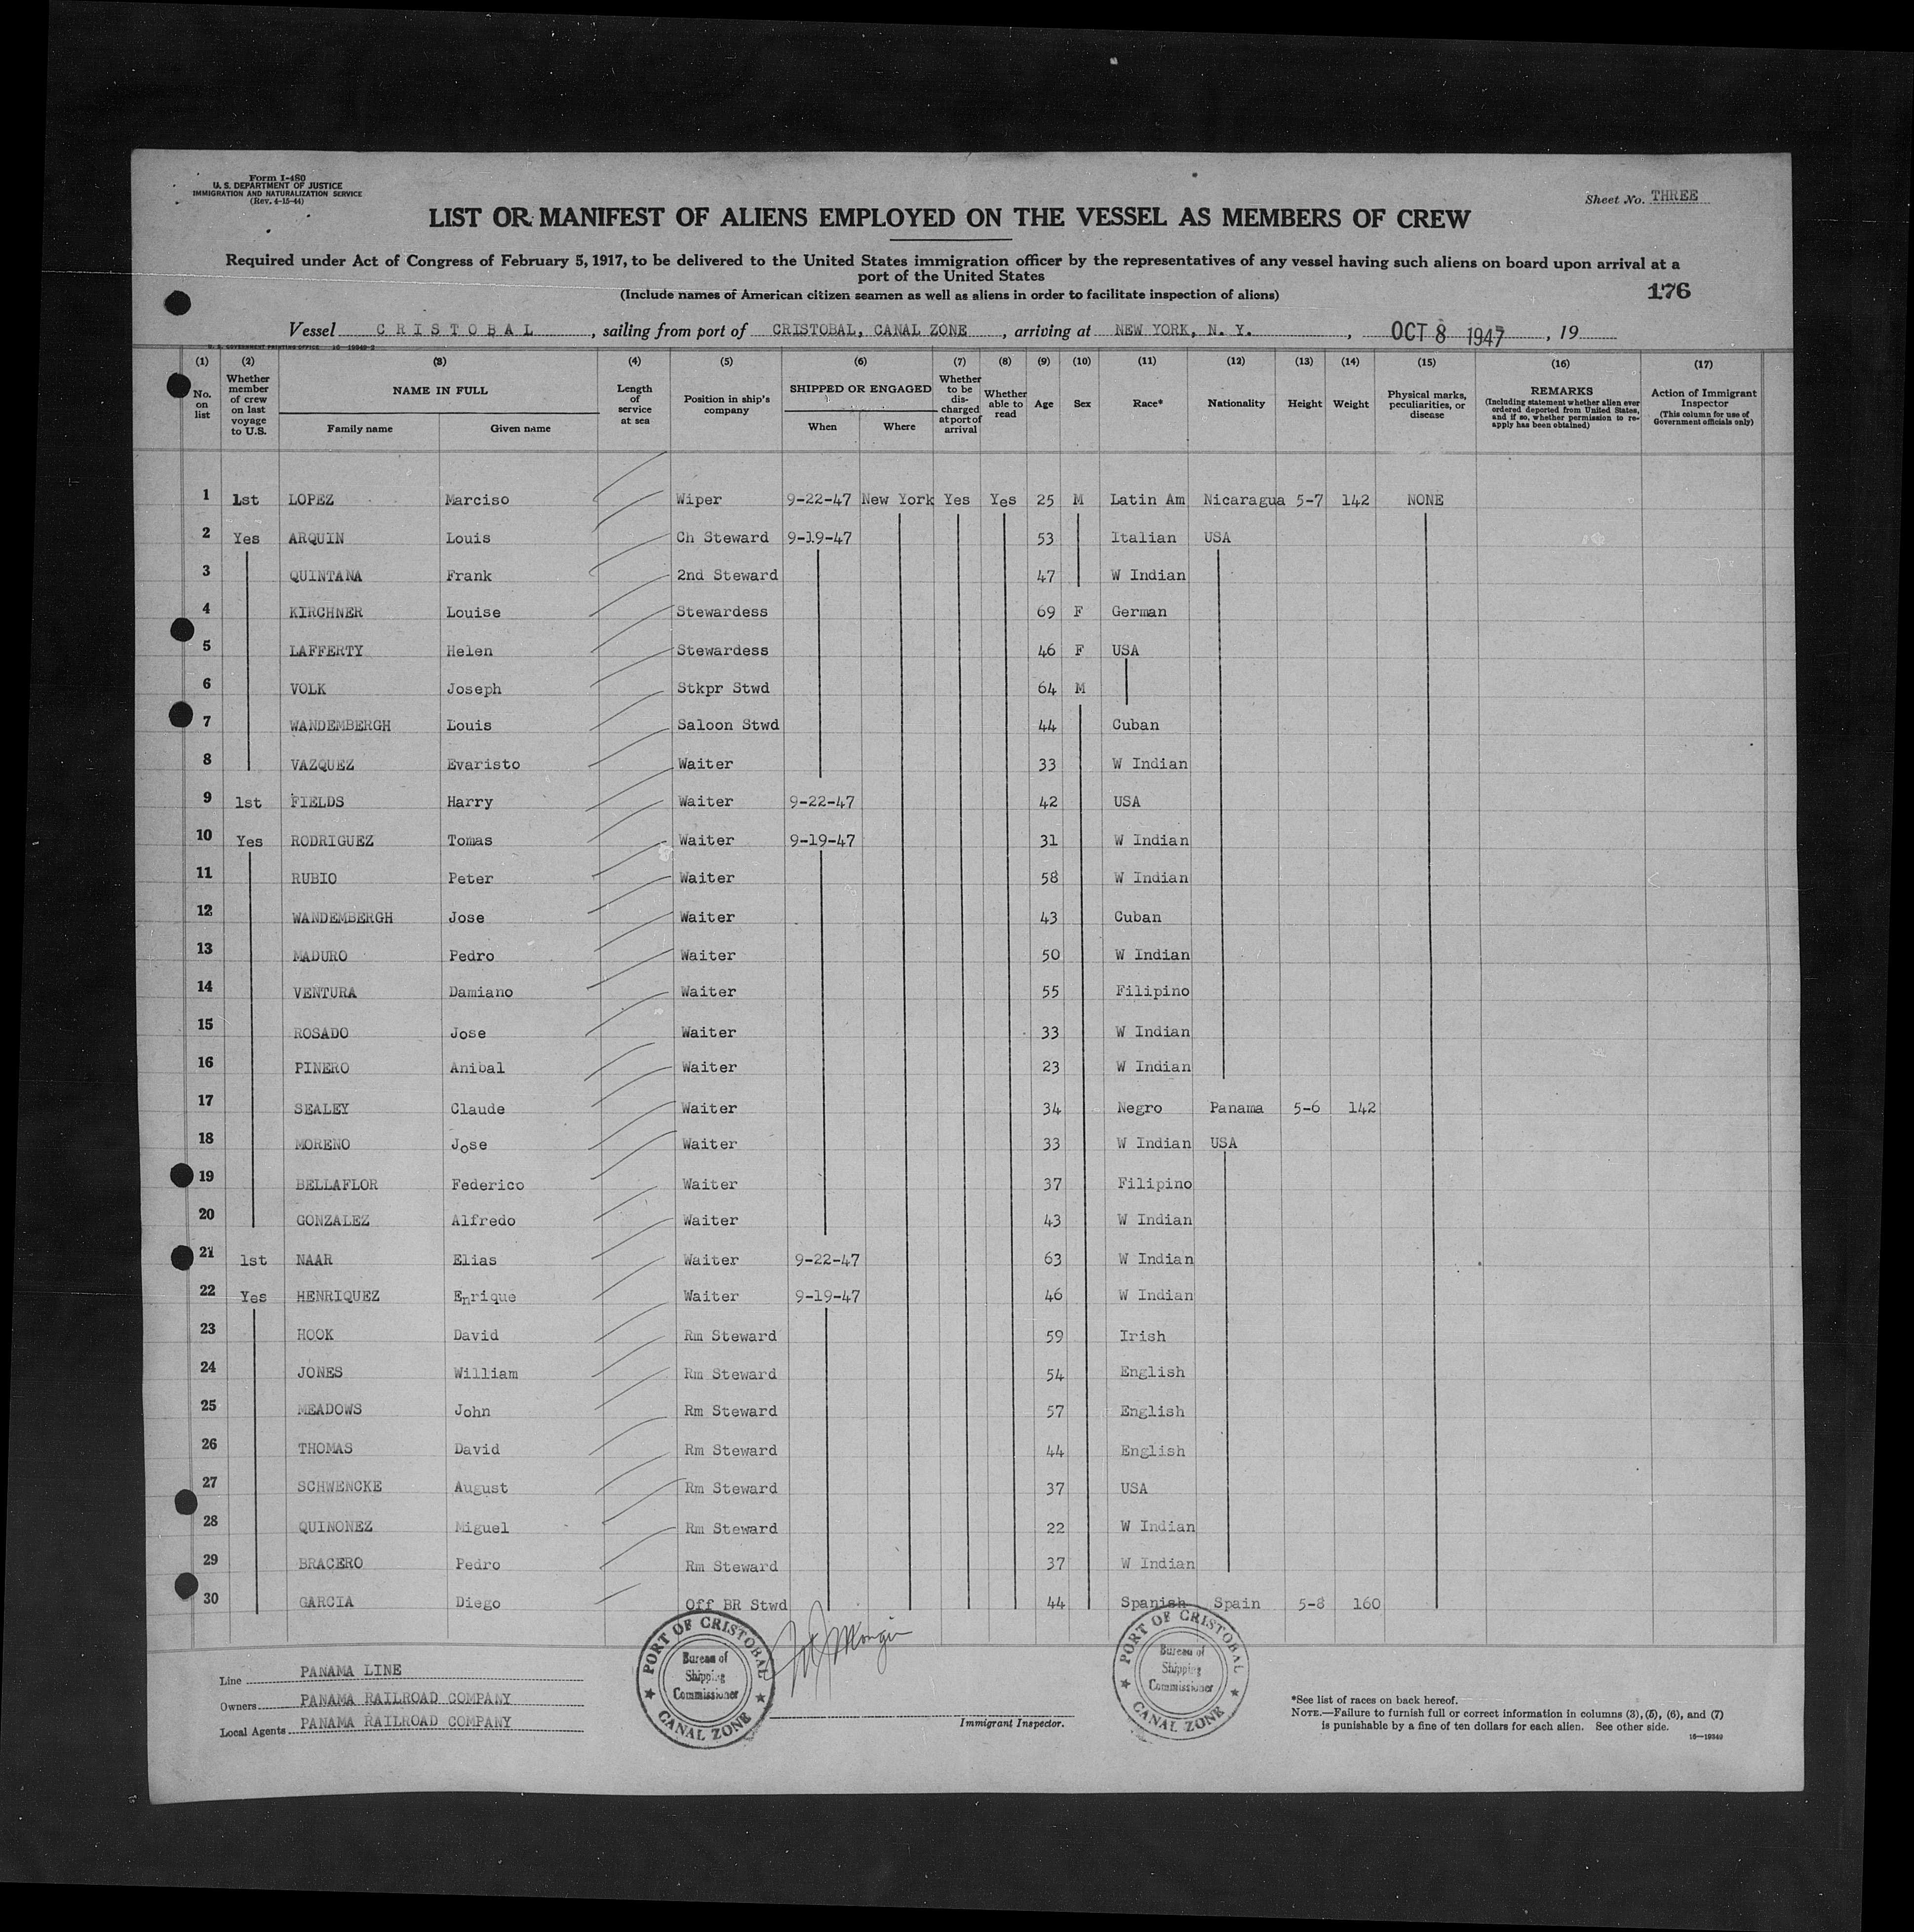 Form I-480
U. S. DEPARTMENT OF JUSTICE
IMMIGRATION AND NATURALIZATION SERVICE
(Rev. 4-15-44)
Sheet No. THREE
LIST OR MANIFEST OF ALIENS EMPLOYED ON THE VESSEL AS MEMBERS OF CREW
Required under Act of Congress of February 5, 1917, to be delivered to the United States immigration officer by the representatives of any vessel having such aliens on board upon arrival at a
port of the United States
(Include names of American citizen seamen as well as aliens in order to facilitate inspection of aliens)
176
Vessel CRISTOBAL, sailing from port of CRISTOBAL, CANAL ZONE, arriving at NEW YORK, N. Y., OCT 8 1947, 19
U. S. GOVERNMENT PRINTING OFFICE 16-19349-2
(1) (2) (3) (4) (5) (6) (7) (8) (9) (10) (11) (12) (13) (14) (15) (16) (17)
No. on list
Whether member of crew on last voyage to U.S.
NAME IN FULL
Family name Given name
Length of service at sea
Position in ship's company
SHIPPED OR ENGAGED
When Where
Whether to be discharged at port of arrival
Whether able to read
Age Sex Race* Nationality Height Weight
Physical marks, peculiarities, or disease
REMARKS
(Including statement whether alien ever ordered deported from United States, and if so, whether permission to re-apply has been obtained)
Action of Immigrant Inspector
(This column for use of Government officials only)
1 1st LOPEZ Marciso Wiper 9-22-47 New York Yes Yes 25 M Latin Am Nicaragua 5-7 142 NONE
2 Yes ARQUIN Louis Ch Steward 9-19-47 53 Italian USA
3 QUINTANA Frank 2nd Steward 47 W Indian
4 KIRCHNER Louise Stewardess 69 F German
5 LAFFERTY Helen Stewardess 46 F USA
6 VOLK Joseph Stkpr Stwd 64 M
7 WANDEMBERGH Louis Saloon Stwd 44 Cuban
8 VAZQUEZ Evaristo Waiter 33 W Indian
9 1st FIELDS Harry Waiter 9-22-47 42 USA
10 Yes RODRIGUEZ Tomas Waiter 9-19-47 31 W Indian
11 RUBIO Peter Waiter 58 W Indian
12 WANDEMBERGH Jose Waiter 43 Cuban
13 MADURO Pedro Waiter 50 W Indian
14 VENTURA Damiano Waiter 55 Filipino
15 ROSADO Jose Waiter 33 W Indian
16 PINERO Anibal Waiter 23 W Indian
17 SEALEY Claude Waiter 34 Negro Panama 5-6 142
18 MORENO Jose Waiter 33 W Indian USA
19 BELLAFLOR Federico Waiter 37 Filipino
20 GONZALEZ Alfredo Waiter 43 W Indian
21 1st NAAR Elias Waiter 9-22-47 63 W Indian
22 Yes HENRIQUEZ Enrique Waiter 9-19-47 46 W Indian
23 HOOK David Rm Steward 59 Irish
24 JONES William Rm Steward 54 English
25 MEADOWS John Rm Steward 57 English
26 THOMAS David Rm Steward 44 English
27 SCHWENCKE August Rm Steward 37 USA
28 QUINONEZ Miguel Rm Steward 22 W Indian
29 BRACERO Pedro Rm Steward 37 W Indian
30 GARCIA Diego Off BR Stwd 44 Spanish Spain 5-8 160
Line PANAMA LINE
Owners PANAMA RAILROAD COMPANY
Local Agents PANAMA RAILROAD COMPANY
PORT OF CRISTOBAL
Bureau of
Shipping
Commissioner
CANAL ZONE
Immigrant Inspector.
PORT OF CRISTOBAL
Bureau of
Shipping
Commissioner
CANAL ZONE
*See list of races on back hereof.
NOTE.—Failure to furnish full or correct information in columns (3), (5), (6), and (7)
is punishable by a fine of ten dollars for each alien. See other side.
16—19349